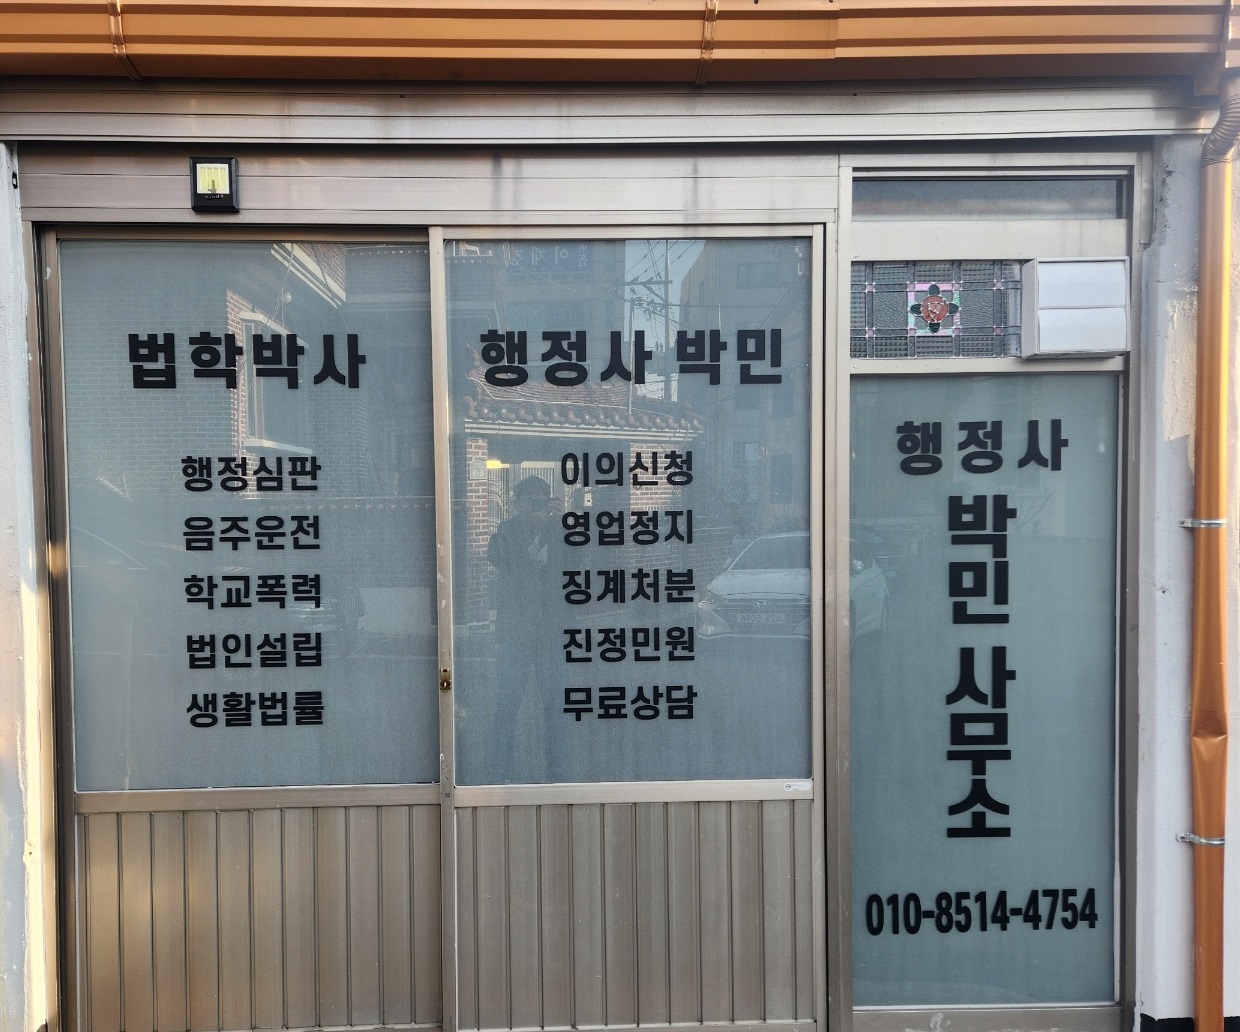 법학박사
행정심판
음주운전
학교폭력
법인설립
생활법률
행정사 박민
이의신청
영업정지
징계처분
진정민원
무료상담
행정사
박민
사무소
010-8514-4754